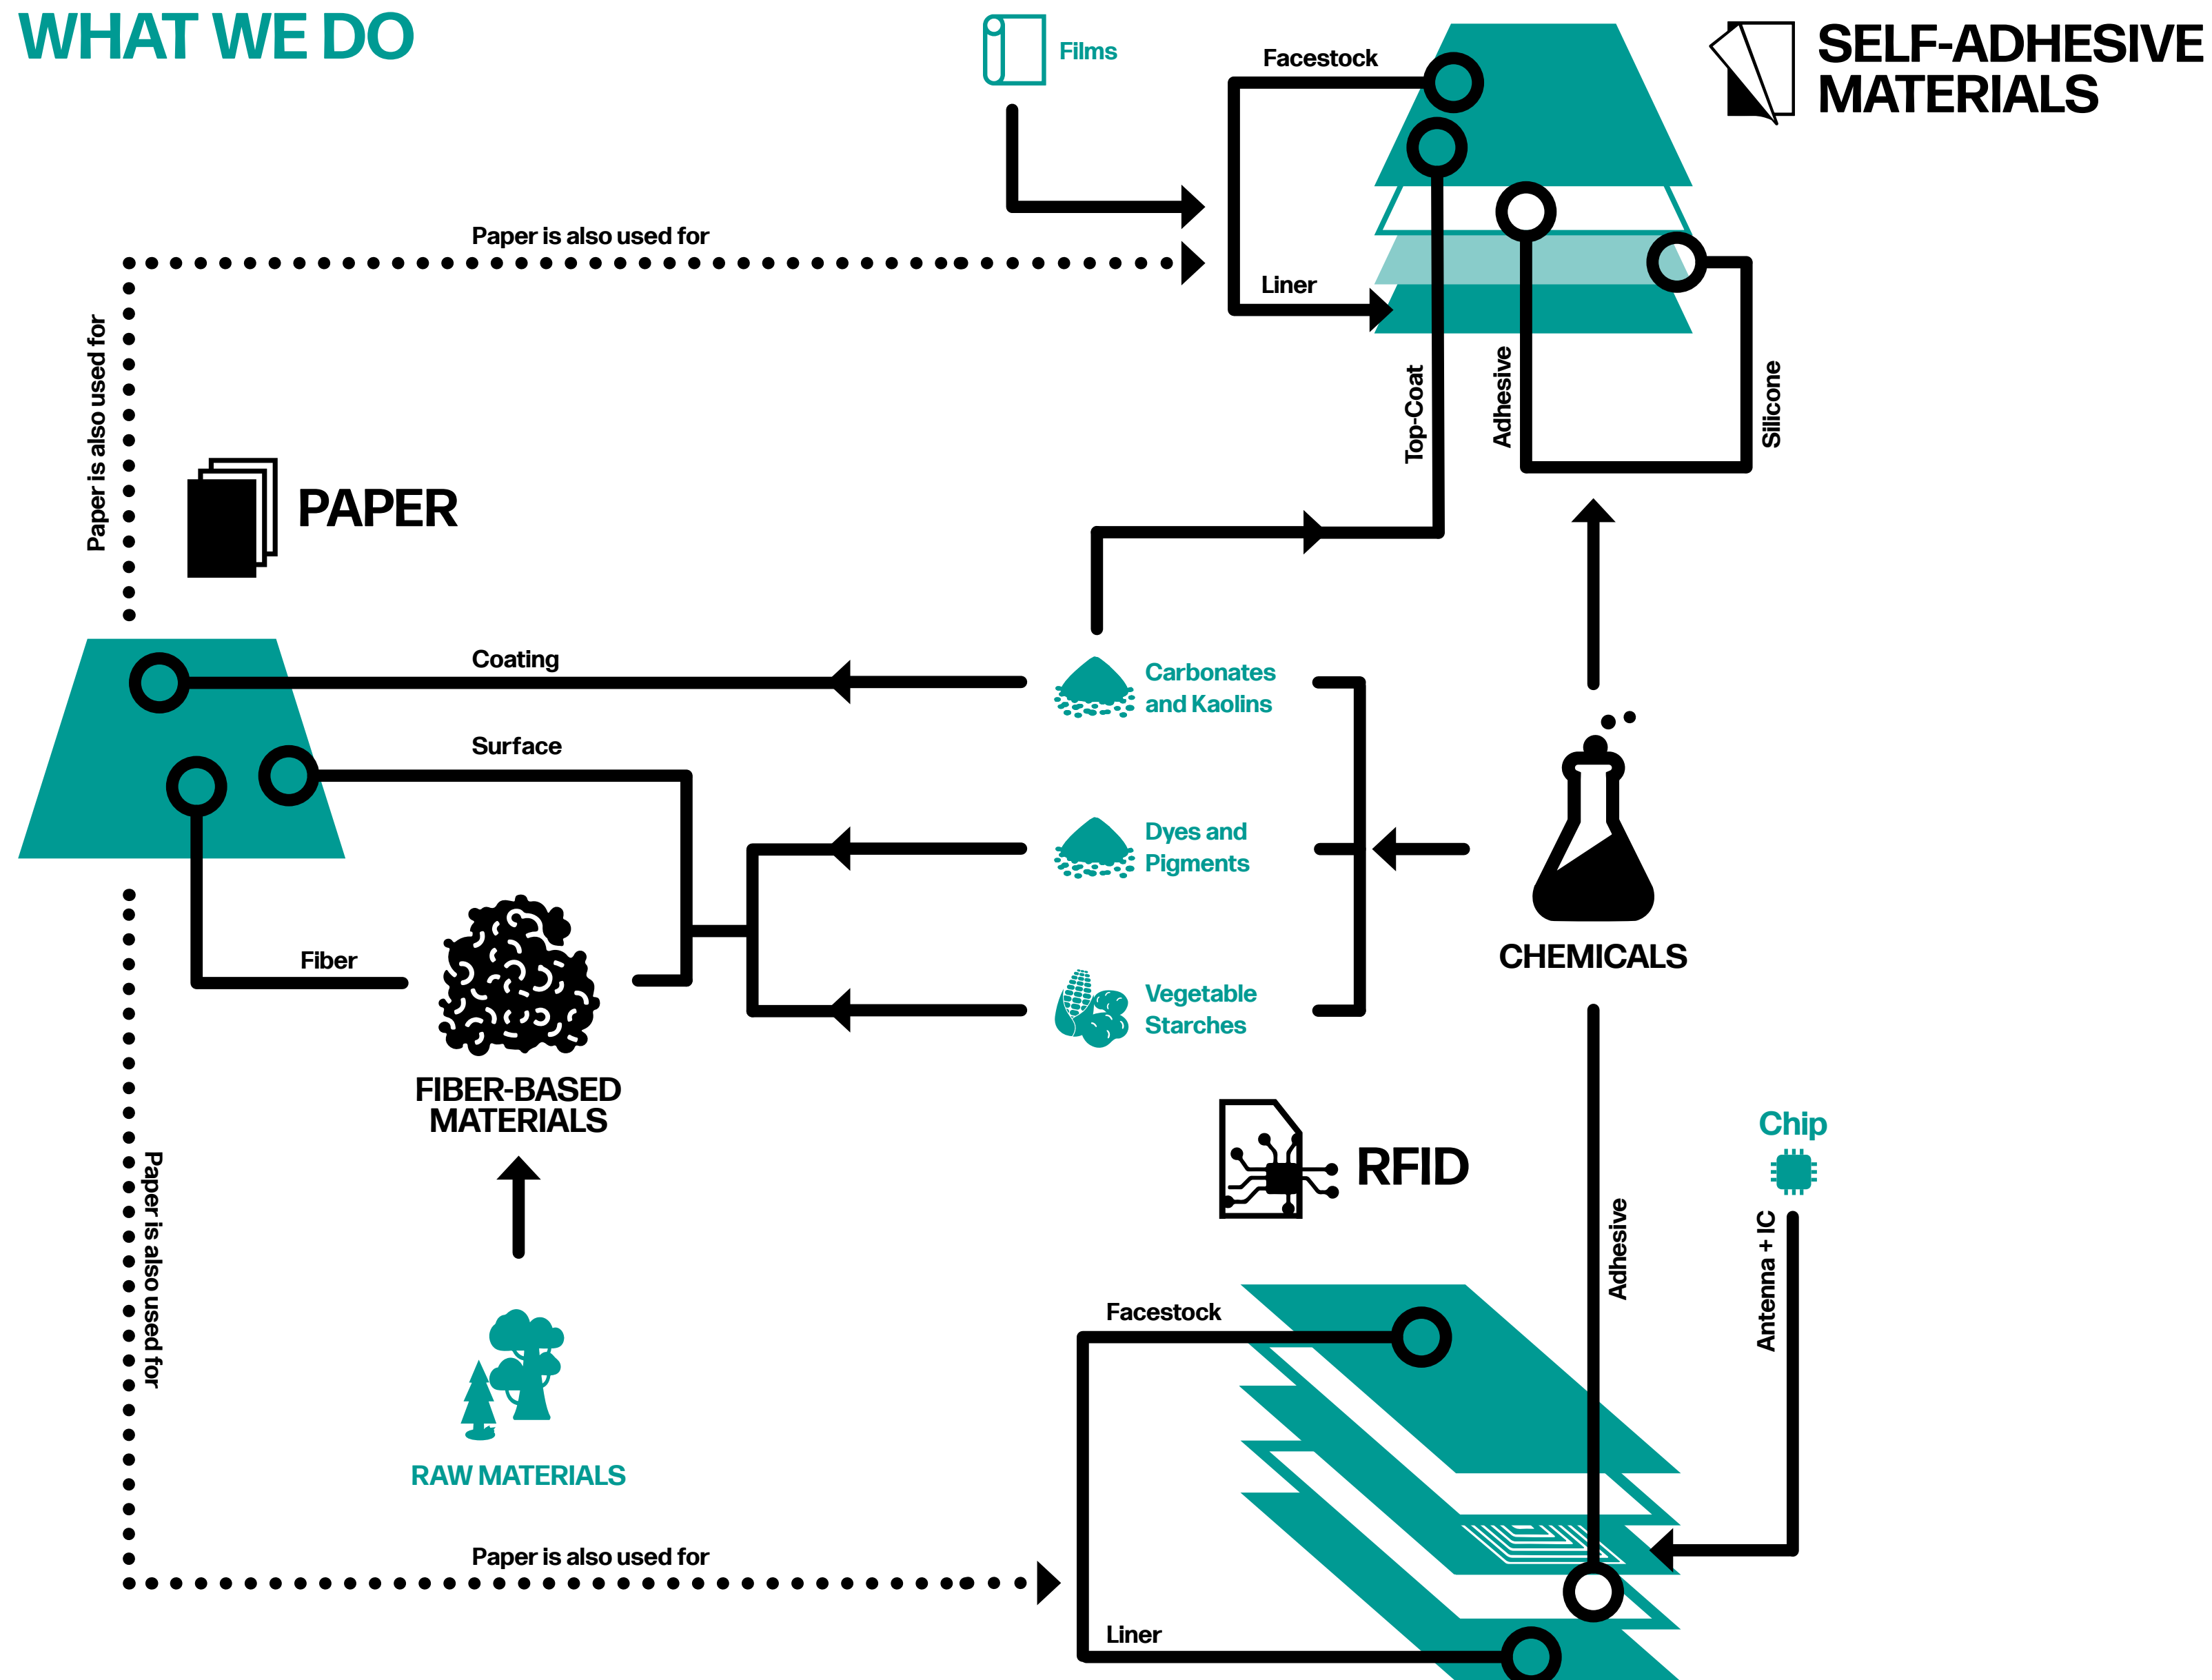 WHAT WE DO
Films
Facestock
SELF-ADHESIVE
MATERIALS
Paper is also used for
Liner
Paper is also used for
Top-Coat
Adhesive
Silicone
PAPER
Coating
Carbonates
and Kaolins
Surface
Dyes and
Pigments
Fiber
CHEMICALS
Vegetable
Starches
FIBER-BASED
MATERIALS
Chip
RFID
Paper is also used for
Adhesive
Antenna + IC
Facestock
RAW MATERIALS
Paper is also used for
Liner